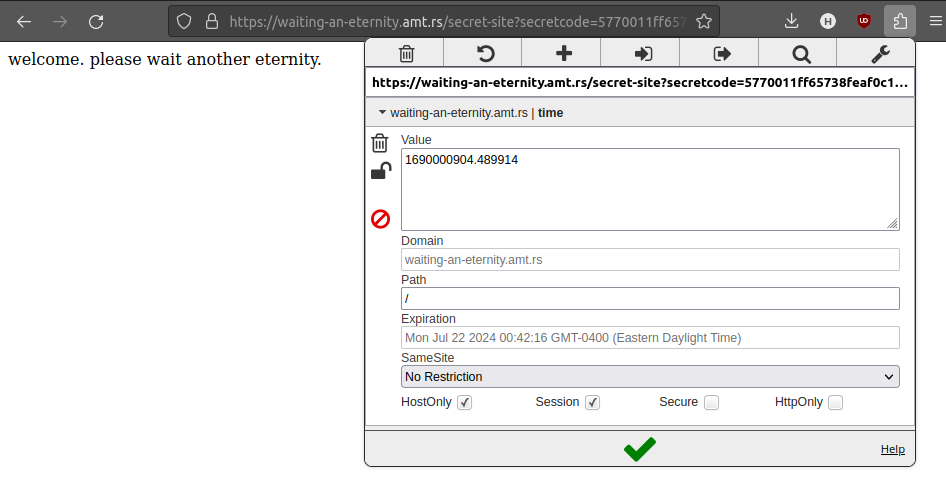 https://waiting-an-eternity.amt.rs/secret-site?secretcode=5770011ff657
welcome. please wait another eternity.
https://waiting-an-eternity.amt.rs/secret-site?secretcode=5770011ff65738feaf0c1...
waiting-an-eternity.amt.rs | time
Value
1690000904.489914
Domain
waiting-an-eternity.amt.rs
Path
/
Expiration
Mon Jul 22 2024 00:42:16 GMT-0400 (Eastern Daylight Time)
SameSite
No Restriction
HostOnly Session Secure HttpOnly
Help